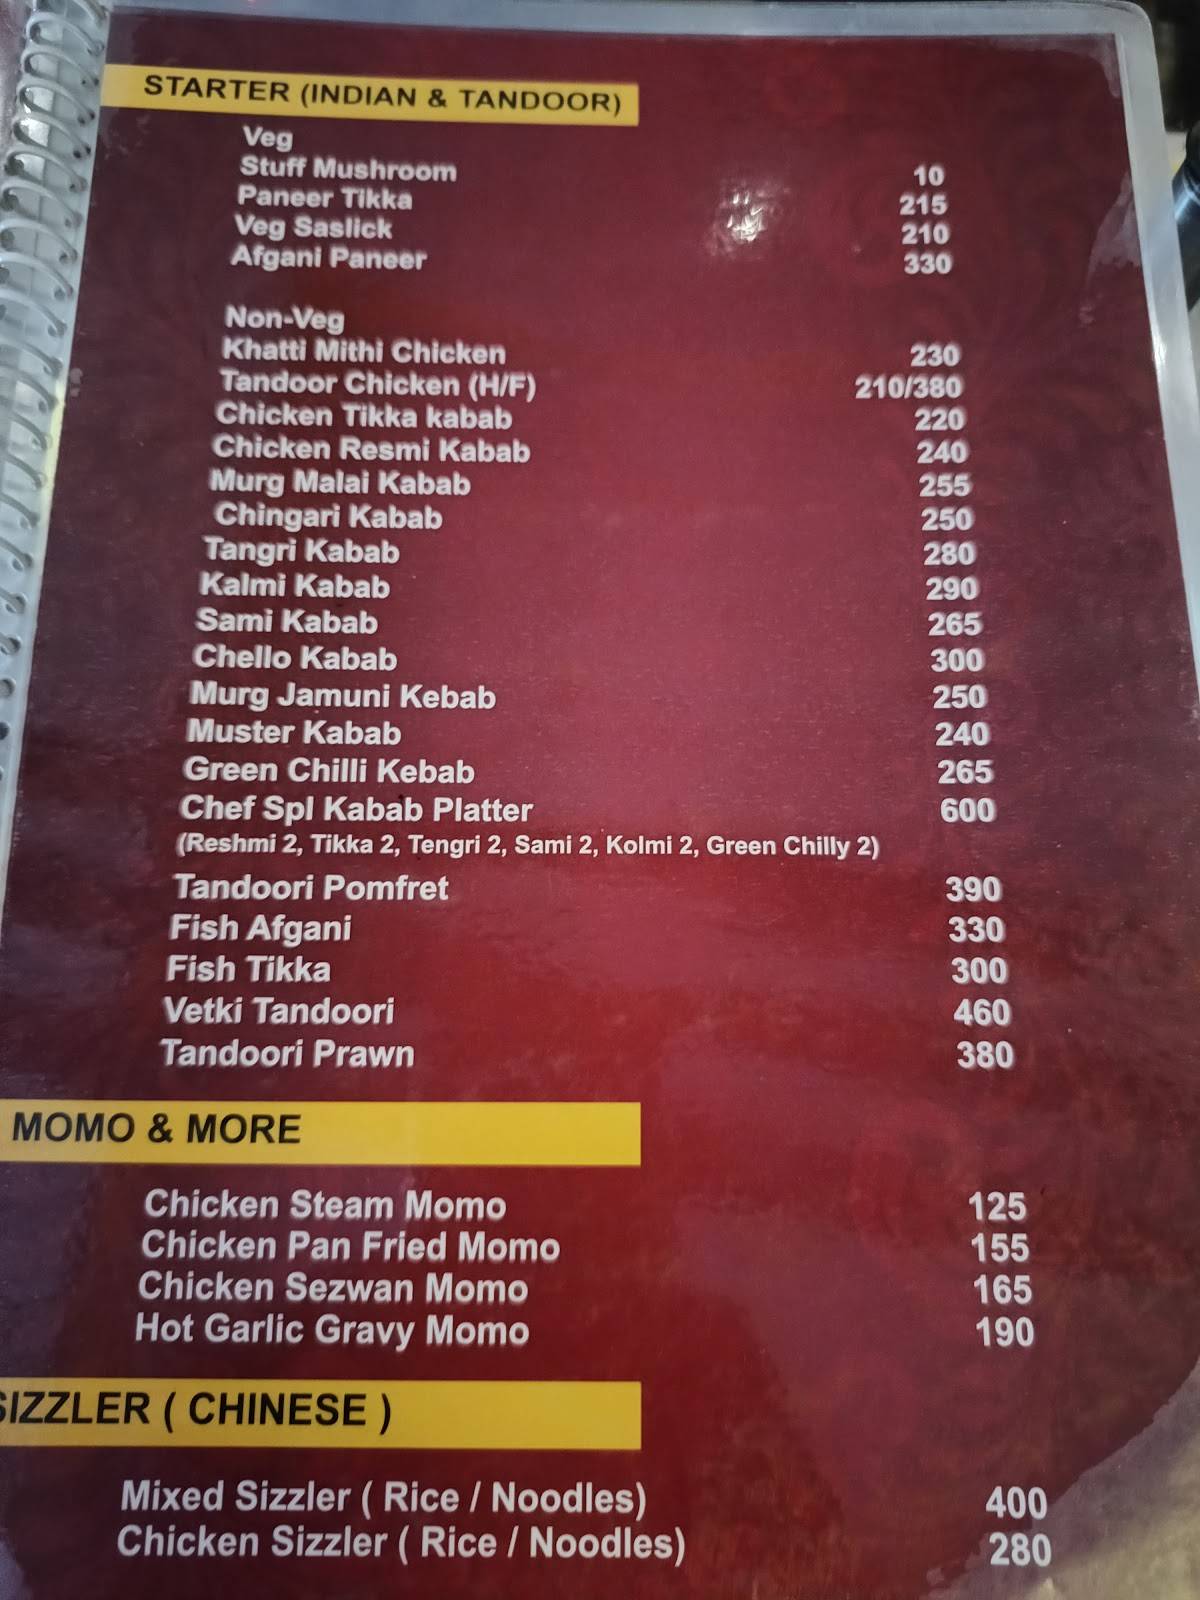 STARTER (INDIAN & TANDOOR)
Veg
Stuff Mushroom 10
Paneer Tikka 215
Veg Saslick 210
Afgani Paneer 330
Non-Veg
Khatti Mithi Chicken 230
Tandoor Chicken (H/F) 210/380
Chicken Tikka kabab 220
Chicken Resmi Kabab 240
Murg Malai Kabab 255
Chingari Kabab 250
Tangri Kabab 280
Kalmi Kabab 290
Sami Kabab 265
Chello Kabab 300
Murg Jamuni Kebab 250
Muster Kabab 240
Green Chilli Kebab 265
Chef Spl Kabab Platter 600
(Reshmi 2, Tikka 2, Tengri 2, Sami 2, Kolmi 2, Green Chilly 2)
Tandoori Pomfret 390
Fish Afgani 330
Fish Tikka 300
Vetki Tandoori 460
Tandoori Prawn 380
MOMO & MORE
Chicken Steam Momo 125
Chicken Pan Fried Momo 155
Chicken Sezwan Momo 165
Hot Garlic Gravy Momo 190
SIZZLER ( CHINESE )
Mixed Sizzler ( Rice / Noodles) 400
Chicken Sizzler ( Rice / Noodles) 280